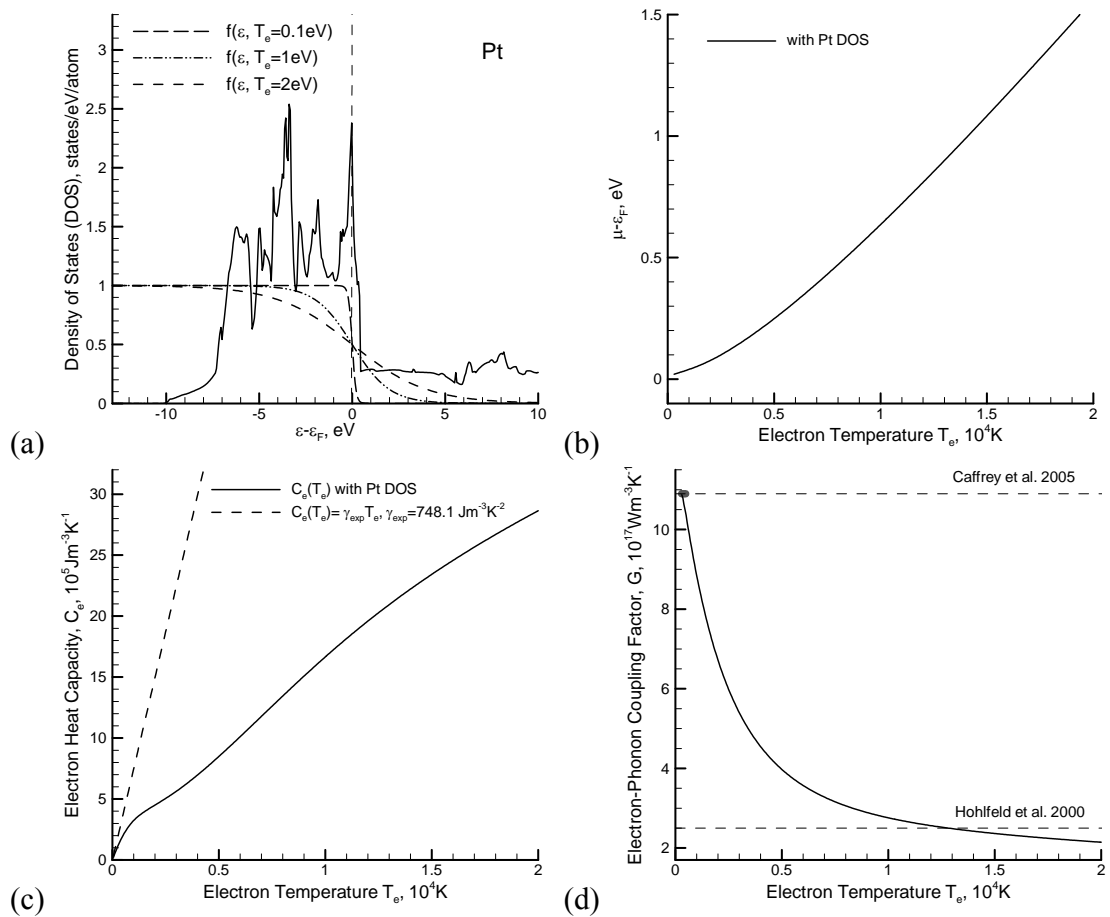 Pt
f(ε, Tₑ=0.1eV)
f(ε, Tₑ=1eV)
f(ε, Tₑ=2eV)
Density of States (DOS), states/eV/atom
3
2.5
2
1.5
1
0.5
0
-10
-5
0
5
10
ε-ε_F, eV
(a)
with Pt DOS
μ-ε_F, eV
1.5
1
0.5
0
0.5
1
1.5
2
Electron Temperature Tₑ, 10⁴K
(b)
Cₑ(Tₑ) with Pt DOS
Cₑ(Tₑ)= γ_exp Tₑ, γ_exp=748.1 Jm⁻³K⁻²
Electron Heat Capacity, Cₑ, 10⁵Jm⁻³K⁻¹
30
25
20
15
10
5
0
0
0.5
1
1.5
2
Electron Temperature Tₑ, 10⁴K
(c)
Caffrey et al. 2005
Hohlfeld et al. 2000
Electron-Phonon Coupling Factor, G, 10¹⁷Wm⁻³K⁻¹
10
8
6
4
2
0
0.5
1
1.5
2
Electron Temperature Tₑ, 10⁴K
(d)